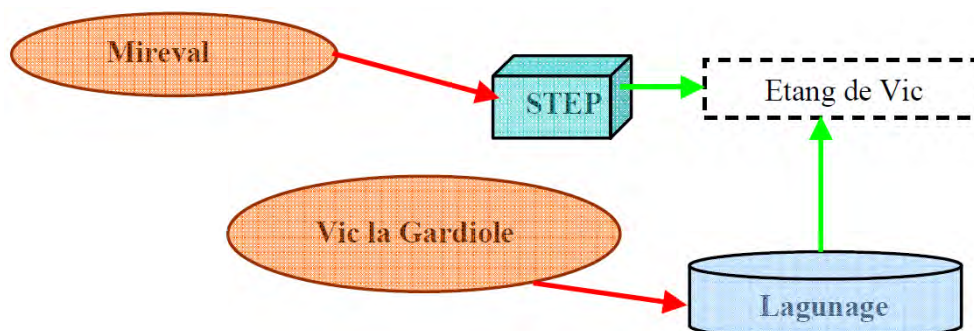 Mireval
STEP
Etang de Vic
Vic la Gardiole
Lagunage